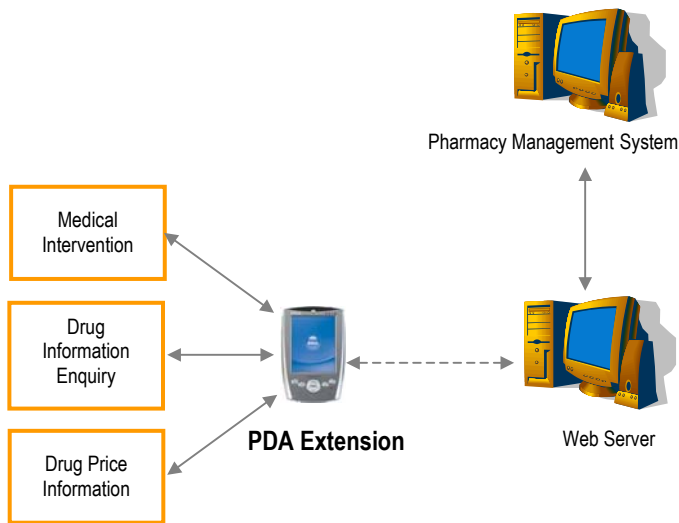 Pharmacy Management System
Medical
Intervention
Drug
Information
Enquiry
PDA Extension
Web Server
Drug Price
Information